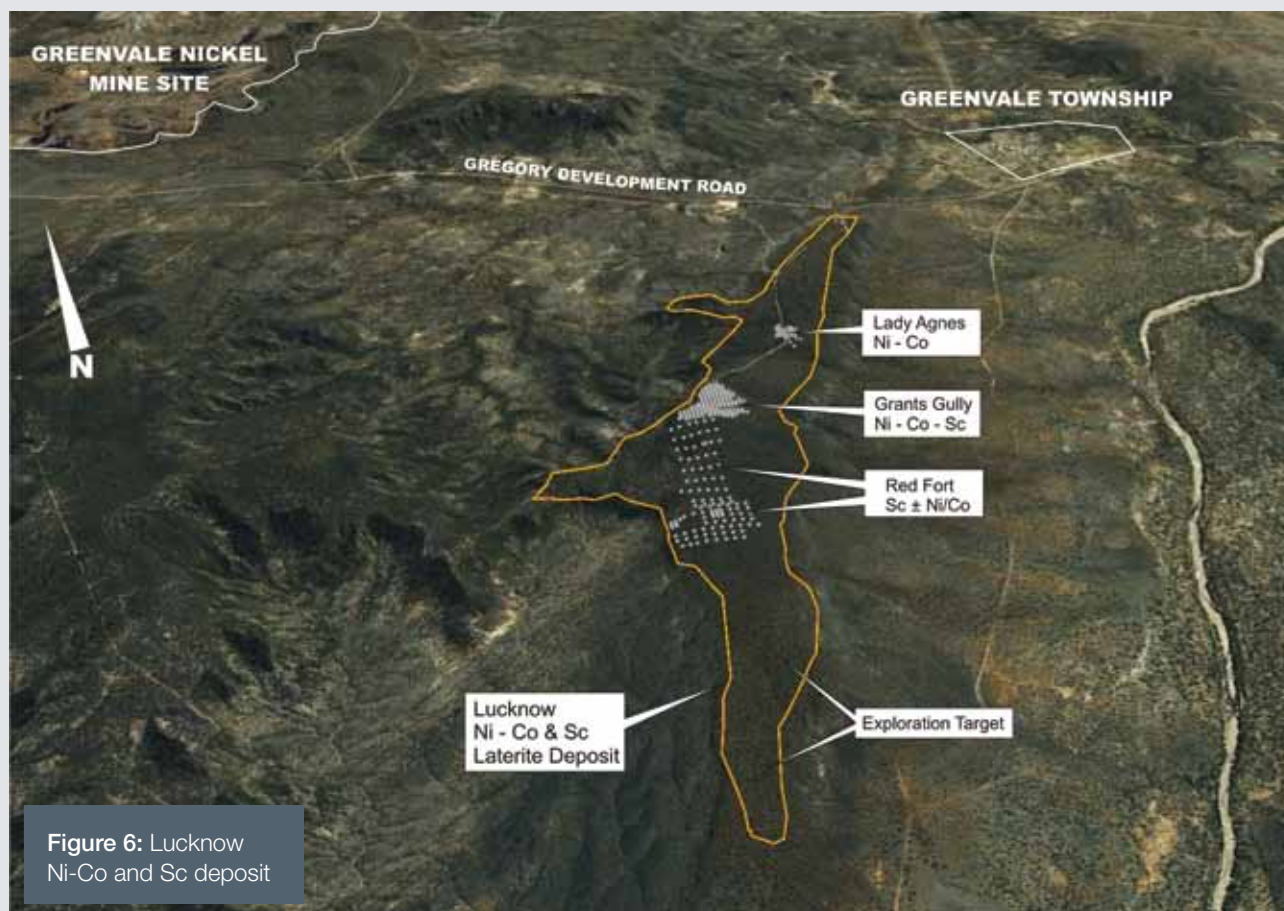 GREENVALE NICKEL
MINE SITE
GREENVALE TOWNSHIP
GREGORY DEVELOPMENT ROAD
N
Lady Agnes
Ni - Co
Grants Gully
Ni - Co - Sc
Red Fort
Sc ± Ni/Co
Lucknow
Ni - Co & Sc
Laterite Deposit
Exploration Target
Figure 6: Lucknow
Ni-Co and Sc deposit